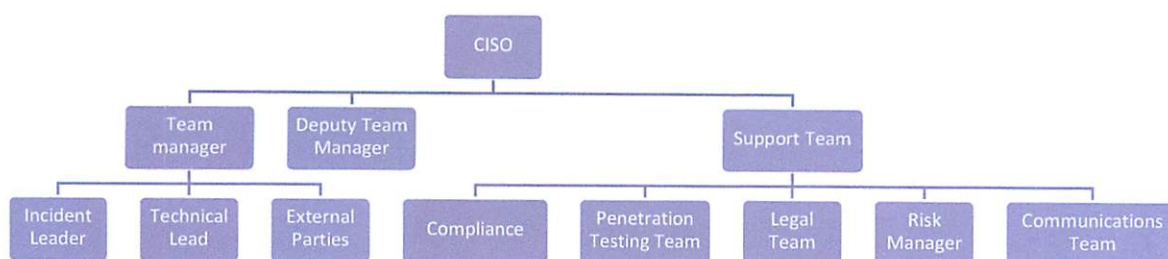 CISO
Team
manager
Deputy Team
Manager
Support Team
Incident
Leader
Technical
Lead
External
Parties
Compliance
Penetration
Testing Team
Legal
Team
Risk
Manager
Communications
Team